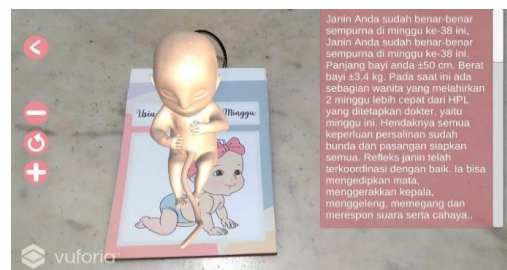 Janin Anda sudah benar-benar
sempurna di minggu ke-38 ini,
Janin Anda sudah benar-benar
sempurna di minggu ke-38 ini.
Panjang bayi anda ±50 cm. Berat
bayi ±3,4 kg. Pada saat ini ada
sebagian wanita yang melahirkan
2 minggu lebih cepat dari HPL
yang ditetapkan dokter, yaitu
minggu ini. Hendaknya semua
keperluan persalinan sudah
bunda dan pasangan siapkan
semua. Refleks janin telah
terkoordinasi dengan baik. Ia bisa
mengedipkan mata,
menggerakkan kepala,
menggeleng, memegang dan
merespon suara serta cahaya..
Usia Minggu
vuforia